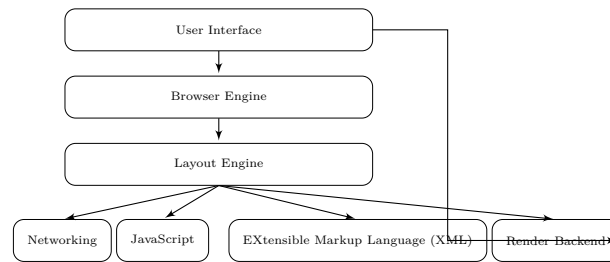 User Interface
Browser Engine
Layout Engine
Networking
JavaScript
EXtensible Markup Language (XML)
Render Backend